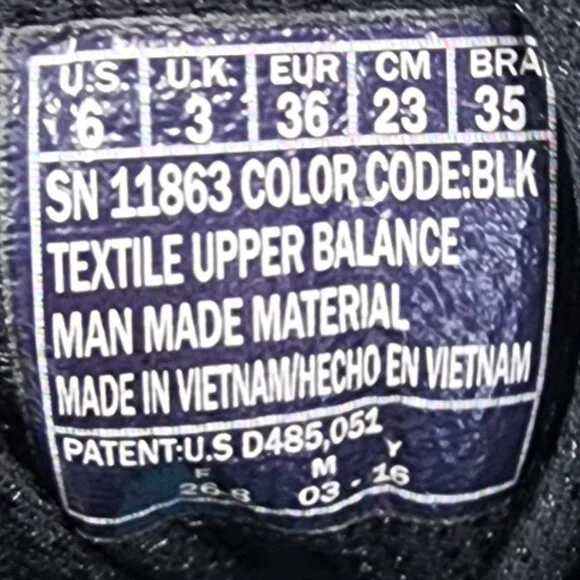 U.S. U.K. EUR CM BRA
6 3 36 23 35
SN 11863 COLOR CODE:BLK
TEXTILE UPPER BALANCE
MAN MADE MATERIAL
MADE IN VIETNAM/HECHO EN VIETNAM
PATENT:U.S D485,051
F M Y
26-8 03 - 16